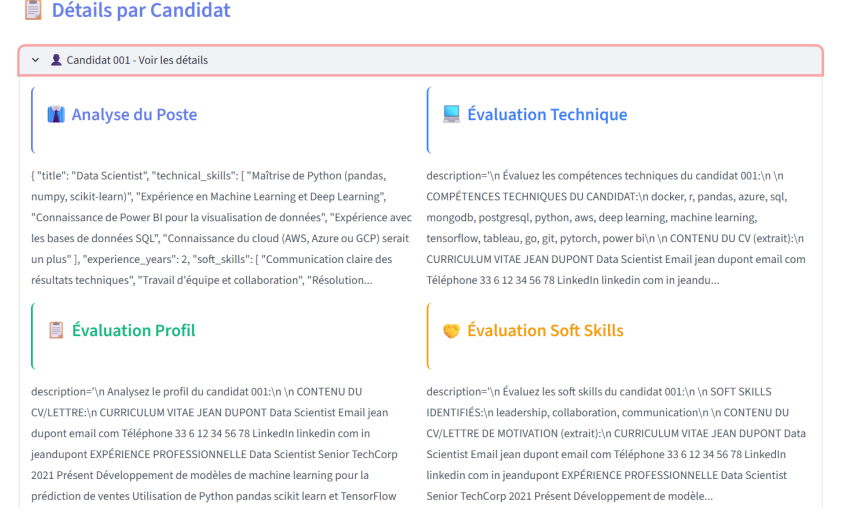 Détails par Candidat
Candidat 001 - Voir les détails
Analyse du Poste
{ "title": "Data Scientist", "technical_skills": [ "Maîtrise de Python (pandas,
numpy, scikit-learn)", "Expérience en Machine Learning et Deep Learning",
"Connaissance de Power BI pour la visualisation de données", "Expérience avec
les bases de données SQL", "Connaissance du cloud (AWS, Azure ou GCP) serait
un plus" ], "experience_years": 2, "soft_skills": [ "Communication claire des
résultats techniques", "Travail d'équipe et collaboration", "Résolution...
Évaluation Technique
description='\n Évaluez les compétences techniques du candidat 001:\n \n
COMPÉTENCES TECHNIQUES DU CANDIDAT:\n docker, r, pandas, azure, sql,
mongodb, postgresql, python, aws, deep learning, machine learning,
tensorflow, tableau, go, git, pytorch, power bi\n \n CONTENU DU CV (extrait):\n
CURRICULUM VITAE JEAN DUPONT Data Scientist Email jean dupont email com
Téléphone 33 6 12 34 56 78 LinkedIn linkedin com in jeandu...
Évaluation Profil
description='\n Analysez le profil du candidat 001:\n \n CONTENU DU
CV/LETTRE:\n CURRICULUM VITAE JEAN DUPONT Data Scientist Email jean
dupont email com Téléphone 33 6 12 34 56 78 LinkedIn linkedin com in
jeandupont EXPÉRIENCE PROFESSIONNELLE Data Scientist Senior TechCorp
2021 Présent Développement de modèles de machine learning pour la
prédiction de ventes Utilisation de Python pandas scikit learn et TensorFlow
Évaluation Soft Skills
description='\n Évaluez les soft skills du candidat 001:\n \n SOFT SKILLS
IDENTIFIÉS:\n leadership, collaboration, communication\n \n CONTENU DU
CV/LETTRE DE MOTIVATION (extrait):\n CURRICULUM VITAE JEAN DUPONT Data
Scientist Email jean dupont email com Téléphone 33 6 12 34 56 78 LinkedIn
linkedin com in jeandupont EXPÉRIENCE PROFESSIONNELLE Data Scientist
Senior TechCorp 2021 Présent Développement de modèle...